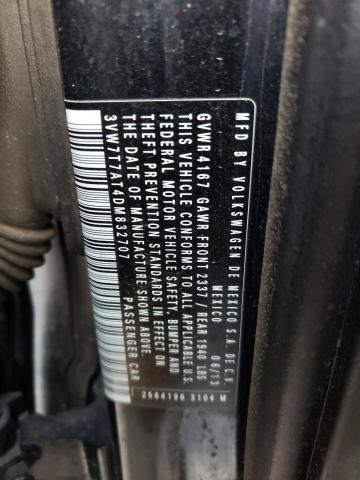 MFD BY VOLKSWAGEN DE MEXICO S.A. DE C.V.
MEXICO 06/13
GVWR 4167 GAWR FRONT 2337/ REAR 1940 LBS
THIS VEHICLE CONFORMS TO ALL APPLICABLE U.S.
FEDERAL MOTOR VEHICLE SAFETY, BUMPER AND
THEFT PREVENTION STANDARDS IN EFFECT ON
THE DATE OF MANUFACTURE SHOWN ABOVE.
3VW7T7AT4DM832707 PASSENGER CAR
2664196 3104 M